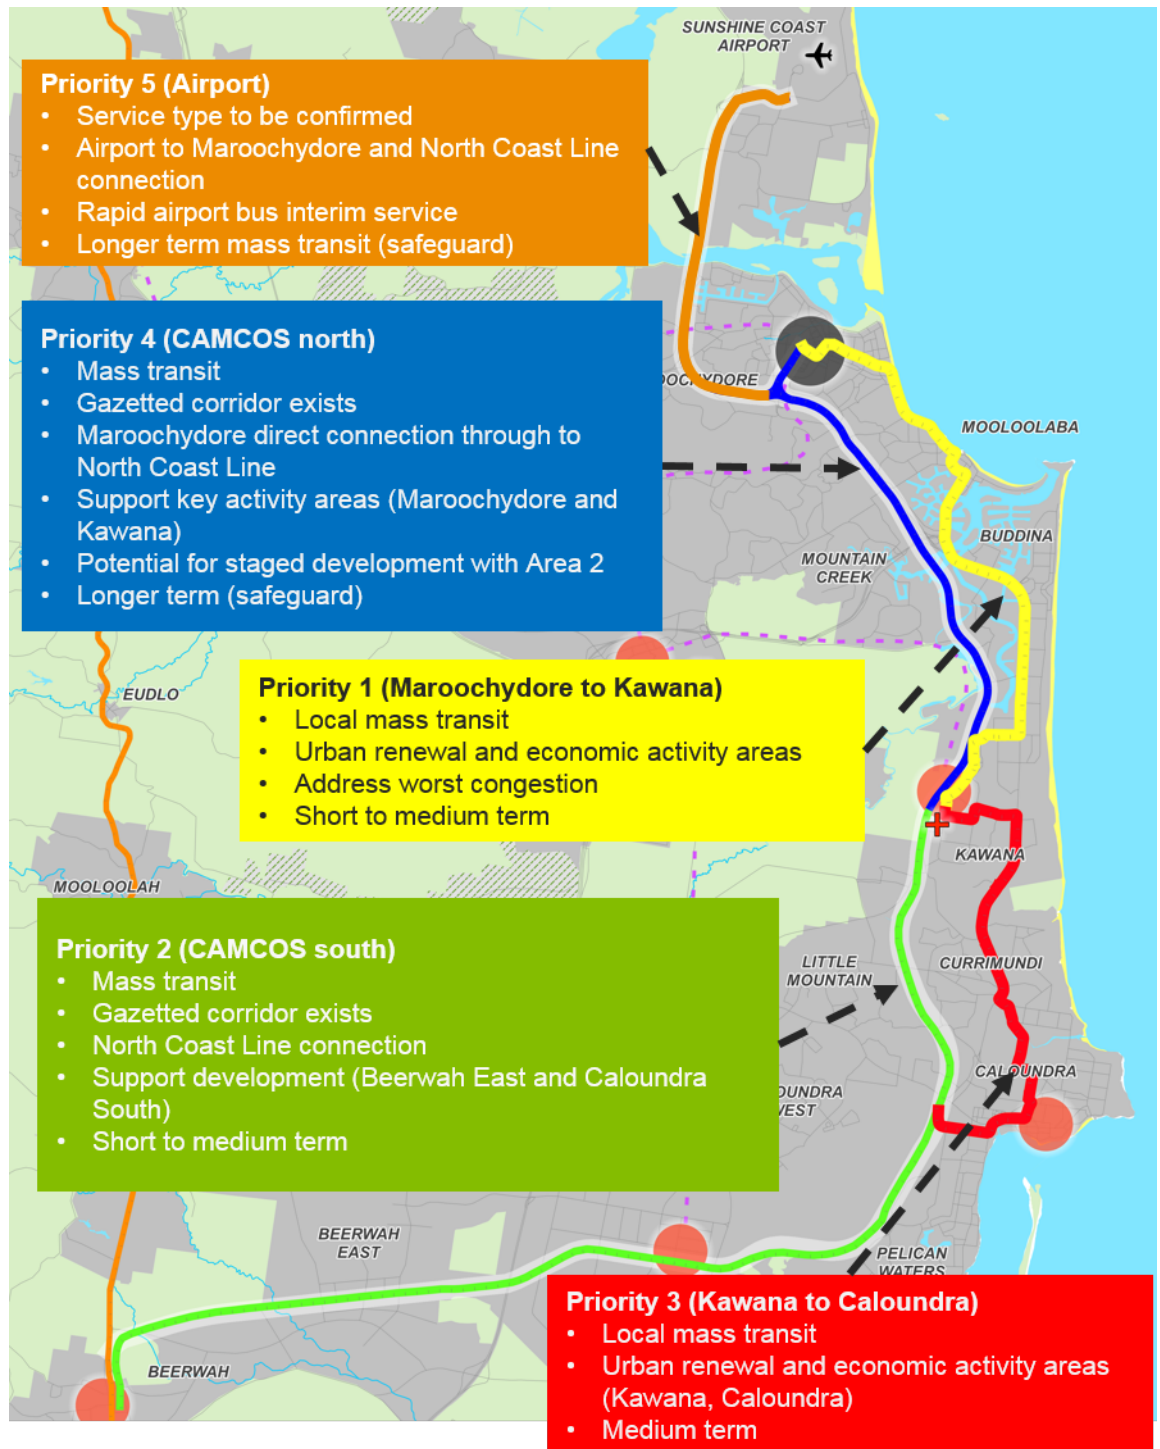 SUNSHINE COAST
AIRPORT
Priority 5 (Airport)
• Service type to be confirmed
• Airport to Maroochydore and North Coast Line
connection
• Rapid airport bus interim service
• Longer term mass transit (safeguard)
Priority 4 (CAMCOS north)
• Mass transit
• Gazetted corridor exists
• Maroochydore direct connection through to
North Coast Line
• Support key activity areas (Maroochydore and
Kawana)
• Potential for staged development with Area 2
• Longer term (safeguard)
OOCHYDORE
MOOLOOLABA
BUDDINA
MOUNTAIN
CREEK
EUDLO
Priority 1 (Maroochydore to Kawana)
• Local mass transit
• Urban renewal and economic activity areas
• Address worst congestion
• Short to medium term
KAWANA
MOOLOOLAH
Priority 2 (CAMCOS south)
• Mass transit
• Gazetted corridor exists
• North Coast Line connection
• Support development (Beerwah East and Caloundra
South)
• Short to medium term
LITTLE
MOUNTAIN
CURRIMUNDI
CALOUNDRA
OUNDRA
WEST
BEERWAH
EAST
PELICAN
WATERS
BEERWAH
Priority 3 (Kawana to Caloundra)
• Local mass transit
• Urban renewal and economic activity areas
(Kawana, Caloundra)
• Medium term